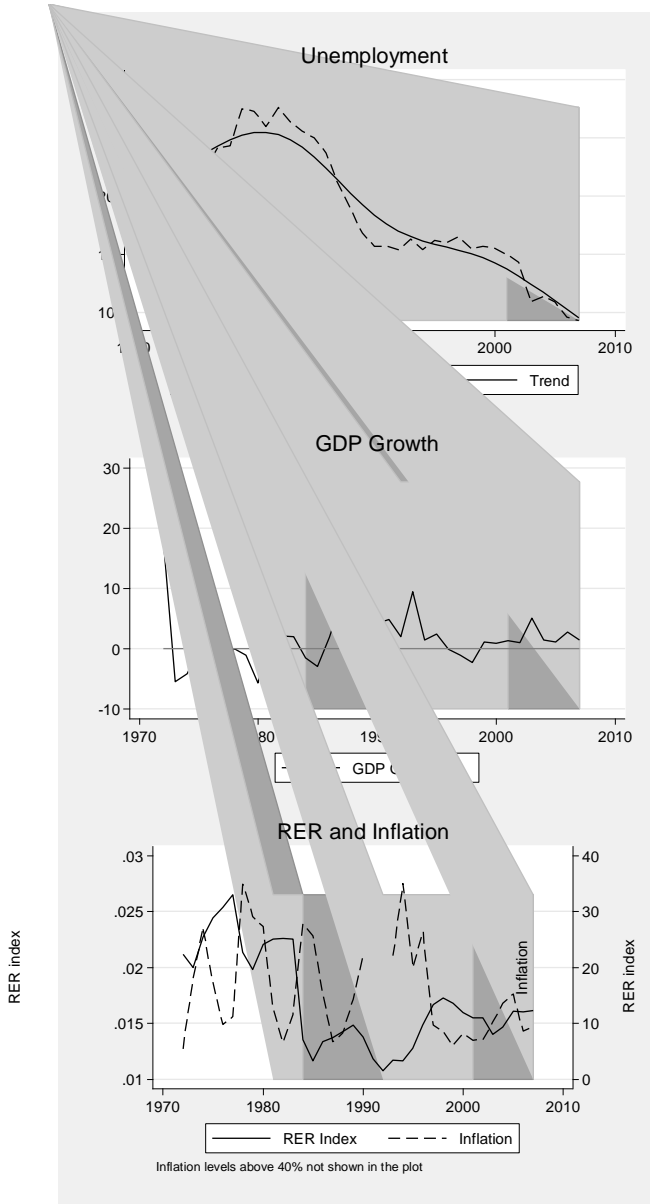 Unemployment
10
2000 2010
Trend
GDP Growth
30
20
10
0
-10
1970 2000 2010
GDP
RER and Inflation
.03 40
.025 30
.02 20
.015 10
.01 0
RER index
Inflation
RER index
1970 1980 1990 2000 2010
RER Index Inflation
Inflation levels above 40% not shown in the plot